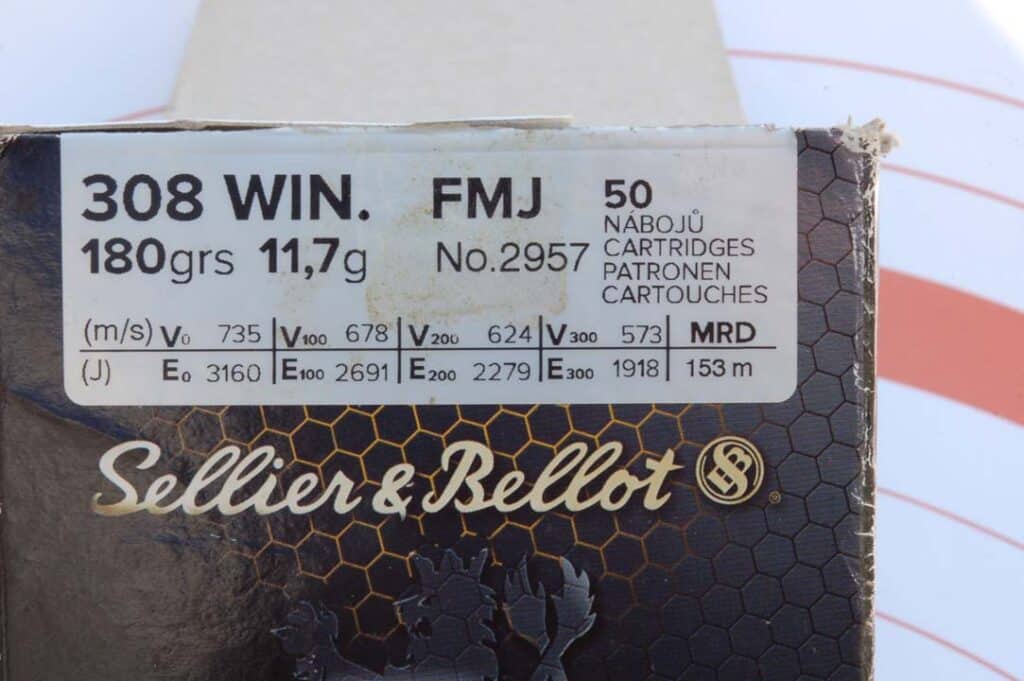 308 WIN. FMJ 50
NÁBOJŮ
180grs 11,7g No.2957 CARTRIDGES
PATRONEN
CARTOUCHES
(m/s) V₀ 735 V₁₀₀ 678 V₂₀₀ 624 V₃₀₀ 573 MRD
(J) E₀ 3160 E₁₀₀ 2691 E₂₀₀ 2279 E₃₀₀ 1918 153 m
Sellier & Bellot SB ®